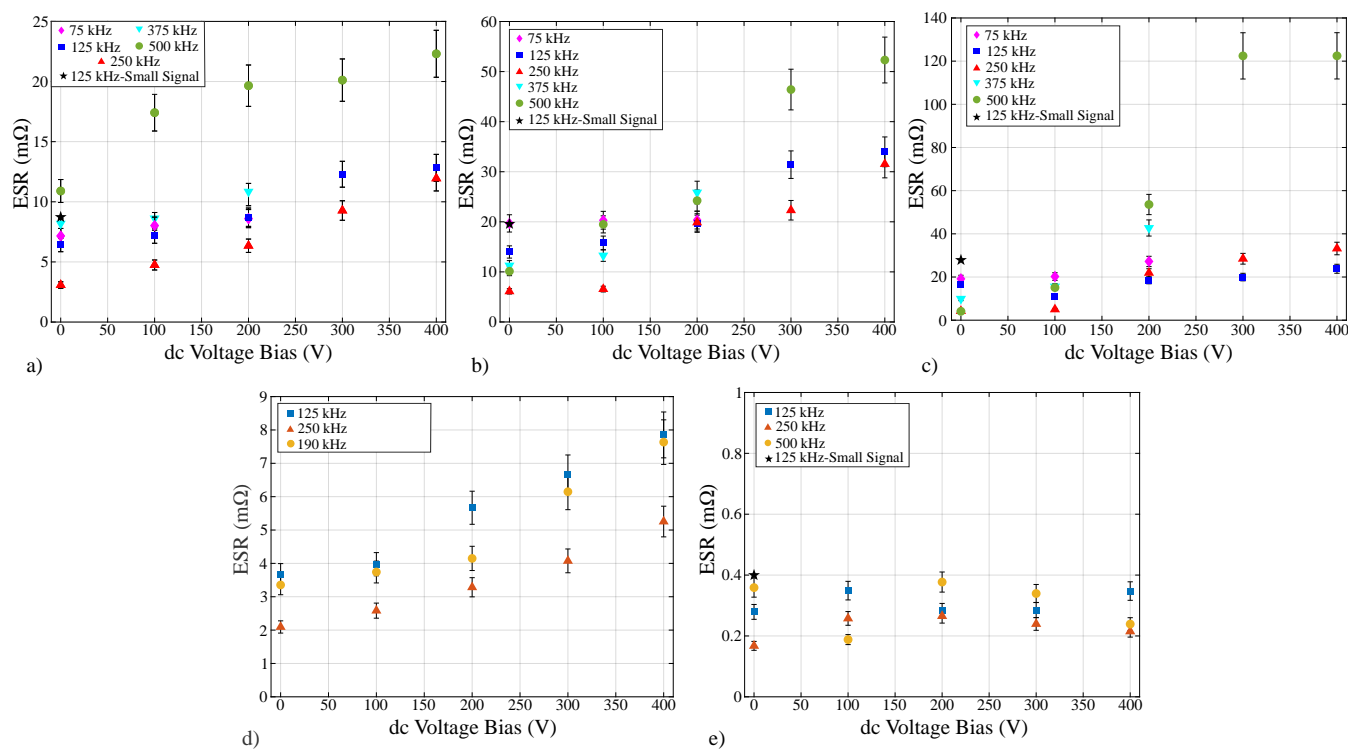 25
20
15
10
5
0
ESR (mΩ)
75 kHz 375 kHz
125 kHz 500 kHz
250 kHz
125 kHz-Small Signal
0 50 100 150 200 250 300 350 400
dc Voltage Bias (V)
a)
60
50
40
30
20
10
0
ESR (mΩ)
75 kHz
125 kHz
250 kHz
375 kHz
500 kHz
125 kHz-Small Signal
0 50 100 150 200 250 300 350 400
dc Voltage Bias (V)
b)
140
120
100
80
60
40
20
0
ESR (mΩ)
75 kHz
125 kHz
250 kHz
375 kHz
500 kHz
125 kHz-Small Signal
0 50 100 150 200 250 300 350 400
dc Voltage Bias (V)
c)
9
8
7
6
5
4
3
2
1
0
ESR (mΩ)
125 kHz
250 kHz
190 kHz
0 50 100 150 200 250 300 350 400
dc Voltage Bias (V)
d)
1
0.8
0.6
0.4
0.2
0
ESR (mΩ)
125 kHz
250 kHz
500 kHz
125 kHz-Small Signal
0 50 100 150 200 250 300 350 400
dc Voltage Bias (V)
e)